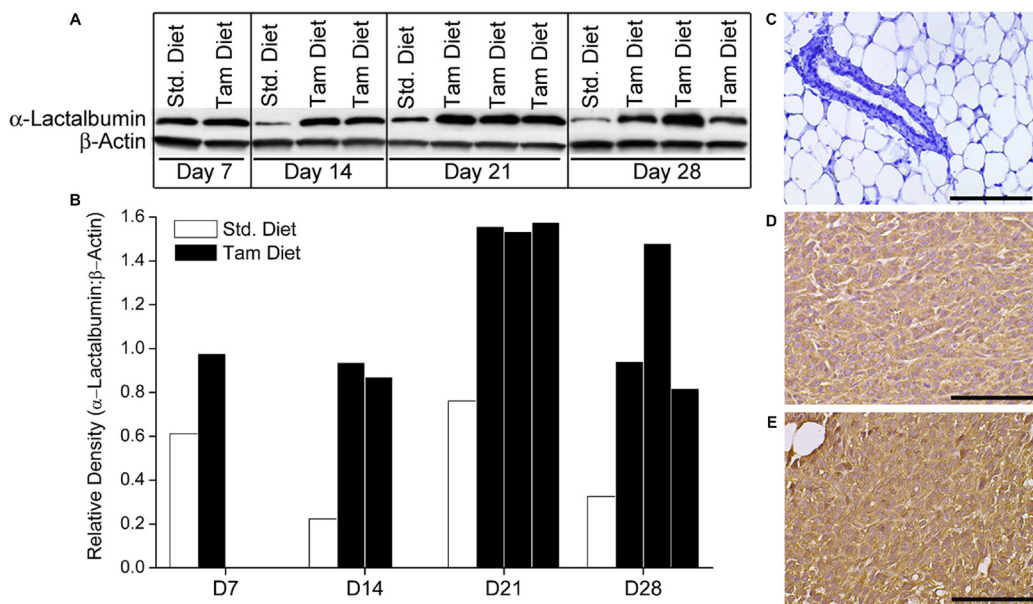 A
Std. Diet
Tam Diet
Std. Diet
Tam Diet
Tam Diet
Std. Diet
Tam Diet
Tam Diet
Tam Diet
Std. Diet
Tam Diet
Tam Diet
Tam Diet
α-Lactalbumin
β-Actin
Day 7
Day 14
Day 21
Day 28
B
Relative Density (α–Lactalbumin:β–Actin)
1.6
1.4
1.2
1.0
0.8
0.6
0.4
0.2
0.0
Std. Diet
Tam Diet
D7
D14
D21
D28
C
D
E